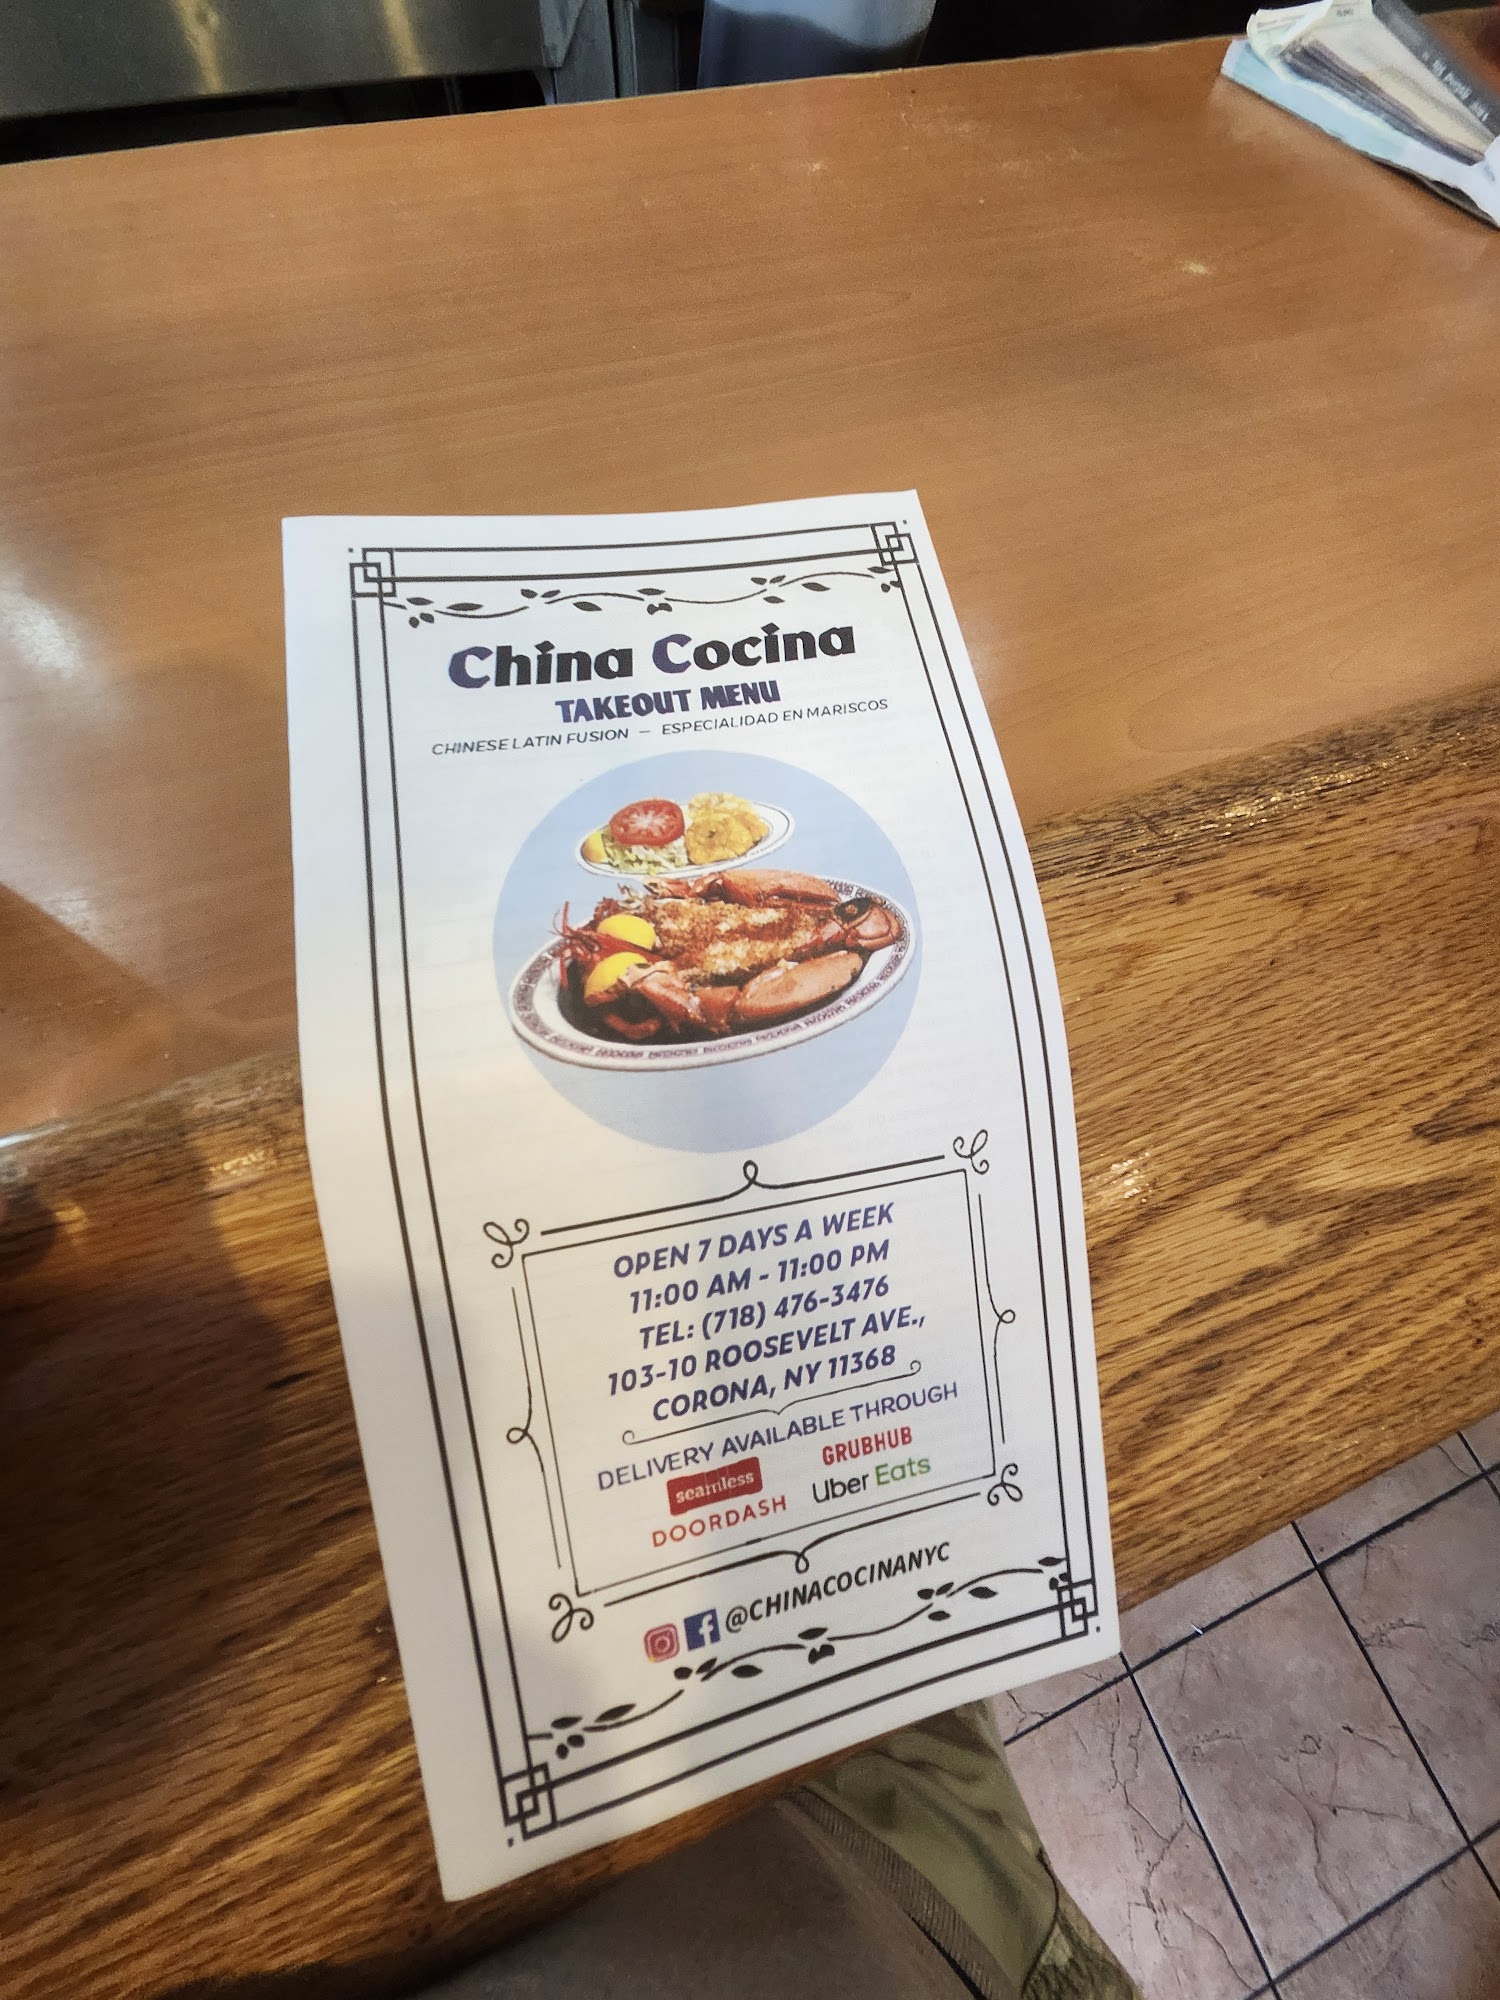 China Cocina
TAKEOUT MENU
CHINESE LATIN FUSION — ESPECIALIDAD EN MARISCOS
OPEN 7 DAYS A WEEK
11:00 AM - 11:00 PM
TEL: (718) 476-3476
103-10 ROOSEVELT AVE.,
CORONA, NY 11368
DELIVERY AVAILABLE THROUGH
seamless GRUBHUB
DOORDASH Uber Eats
@CHINACOCINANYC